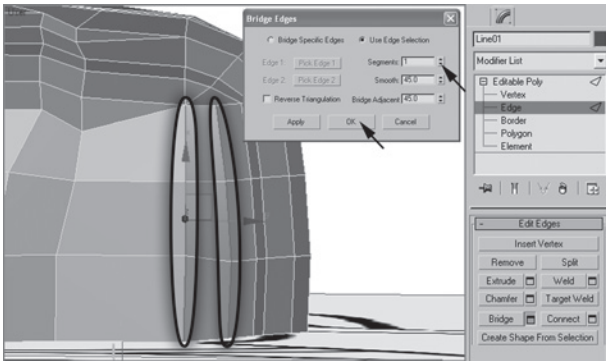 Bridge Edges
Bridge Specific Edges
Use Edge Selection
Edge 1:
Pick Edge 1
Segments:
1
Edge 2:
Pick Edge 2
Smooth:
45.0
Reverse Triangulation
Bridge Adjacent:
45.0
Apply
OK
Cancel
Line01
Modifier List
Editable Poly
Vertex
Edge
Border
Polygon
Element
Edit Edges
Insert Vertex
Remove
Split
Extrude
Weld
Chamfer
Target Weld
Bridge
Connect
Create Shape From Selection